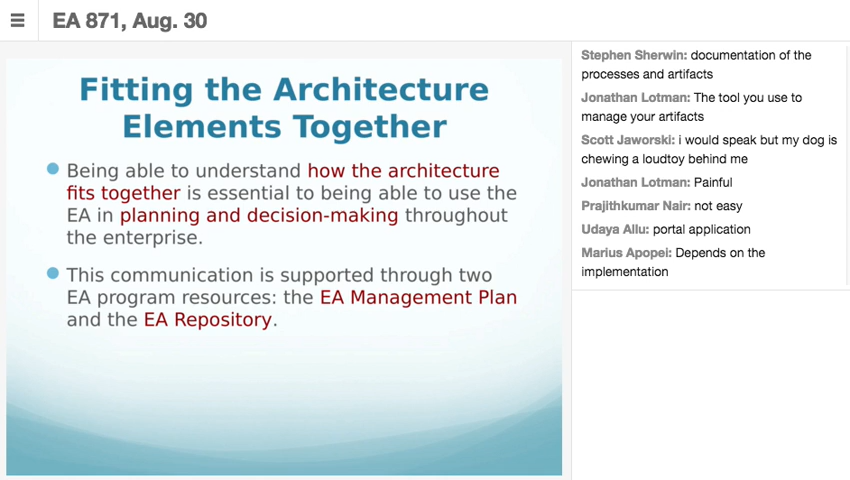 EA 871, Aug. 30
Fitting the Architecture
Elements Together
Being able to understand how the architecture
fits together is essential to being able to use the
EA in planning and decision-making throughout
the enterprise.
This communication is supported through two
EA program resources: the EA Management Plan
and the EA Repository.
Stephen Sherwin: documentation of the
processes and artifacts
Jonathan Lotman: The tool you use to
manage your artifacts
Scott Jaworski: i would speak but my dog is
chewing a loudtoy behind me
Jonathan Lotman: Painful
Prajithkumar Nair: not easy
Udaya Allu: portal application
Marius Apopei: Depends on the
implementation